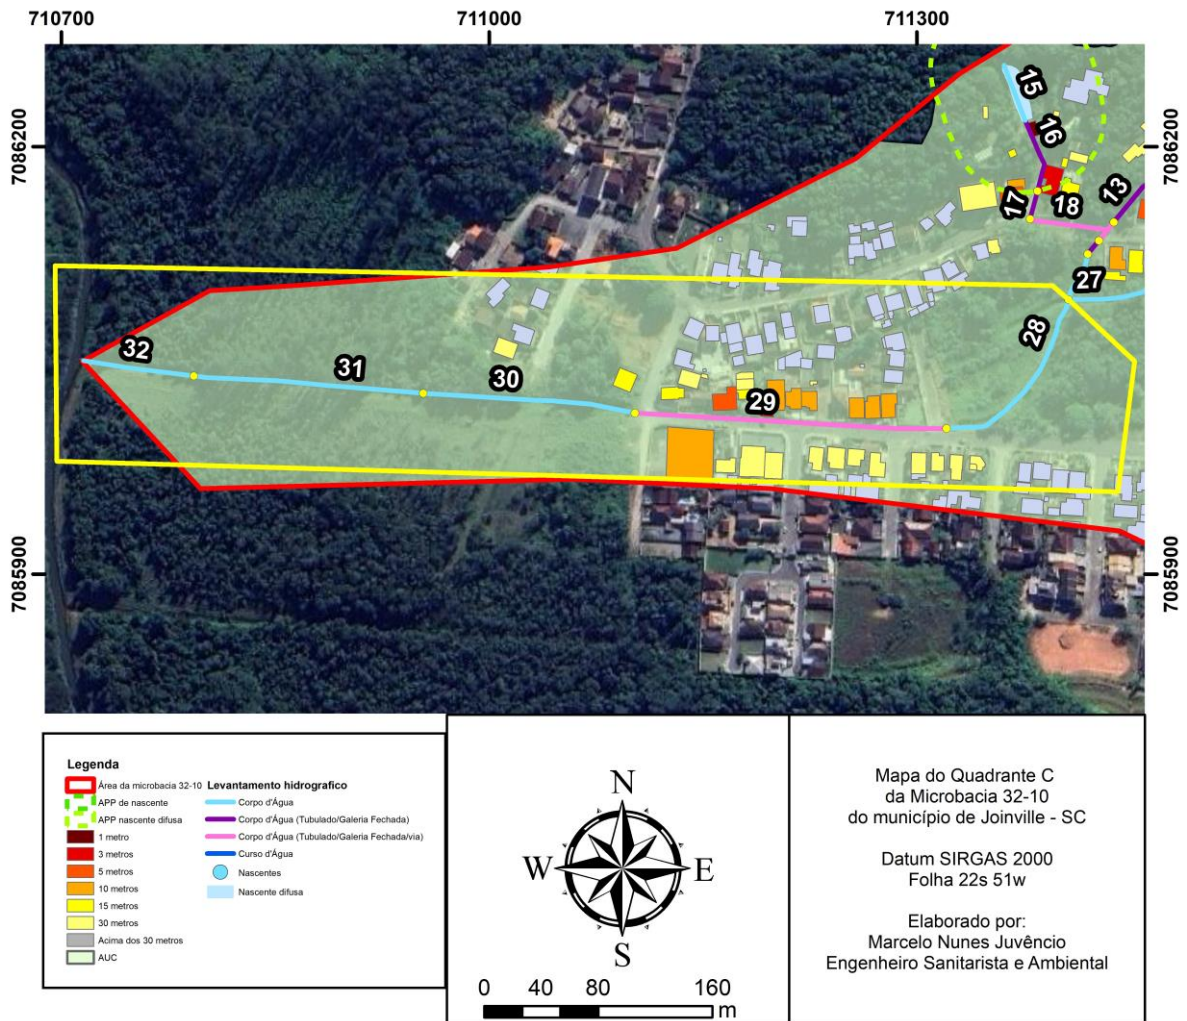 710700
711000
711300
7086200
7086200
15
16
13
17
18
27
28
32
31
30
29
7085900
7085900
Legenda
Área da microbacia 32-10
APP de nascente
APP nascente difusa
1 metro
3 metros
5 metros
10 metros
15 metros
30 metros
Acima dos 30 metros
AUC
Levantamento hidrografico
Corpo d'Água
Corpo d'Água (Tubulado/Galeria Fechada)
Corpo d'Água (Tubulado/Galeria Fechada/via)
Curso d'Água
Nascentes
Nascente difusa
N
W
E
S
0 40 80 160
m
Mapa do Quadrante C
da Microbacia 32-10
do município de Joinville - SC
Datum SIRGAS 2000
Folha 22s 51w
Elaborado por:
Marcelo Nunes Juvêncio
Engenheiro Sanitarista e Ambiental